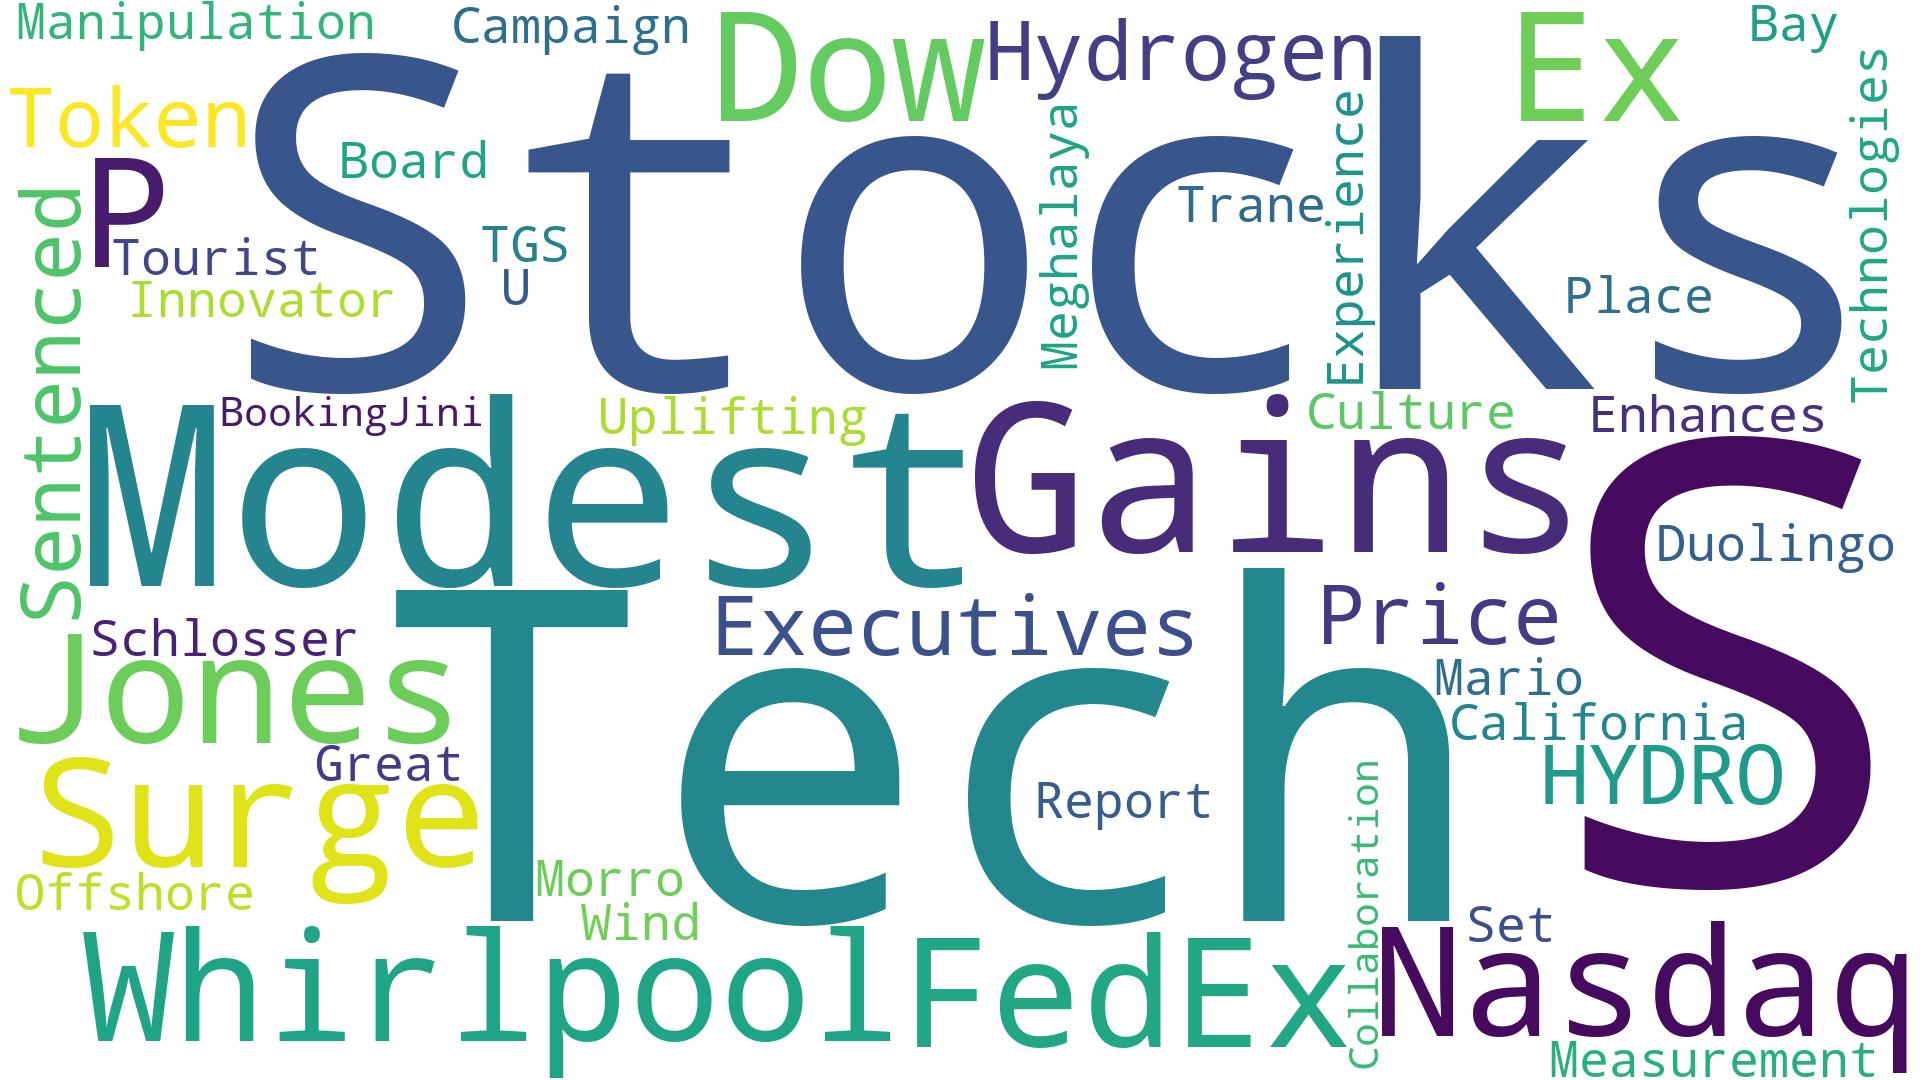 Manipulation
Campaign
Dow
Hydrogen
Ex
Bay
Token
Stocks
Board
P
Tourist
Innovator
TGS
U
Meghalaya
Trane
Experience
Place
Technologies
Sentenced
BookingJini
Modest
Uplifting
Gains
Culture
Enhances
S
Duolingo
Schlosser
Jones
Tech
Executives
Price
Mario
California
HYDRO
Great
Surge
Report
Collaboration
Offshore
Morro
Wind
Whirlpool
FedEx
Set
Nasdaq
Measurement